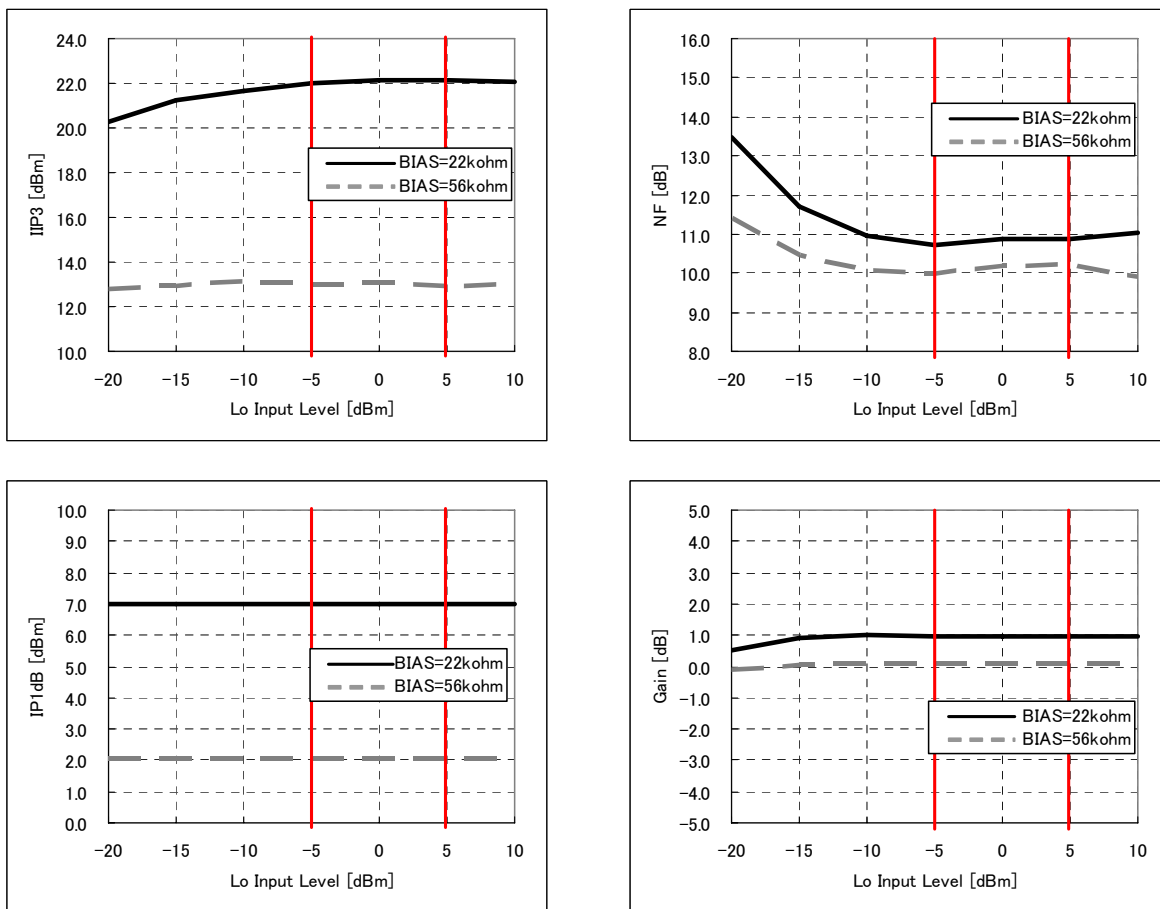 24.0
22.0
20.0
18.0
16.0
14.0
12.0
10.0
IIP3 [dBm]
BIAS=22kohm
BIAS=56kohm
-20 -15 -10 -5 0 5 10
Lo Input Level [dBm]
16.0
15.0
14.0
13.0
12.0
11.0
10.0
9.0
8.0
NF [dB]
BIAS=22kohm
BIAS=56kohm
-20 -15 -10 -5 0 5 10
Lo Input Level [dBm]
10.0
9.0
8.0
7.0
6.0
5.0
4.0
3.0
2.0
1.0
0.0
IP1dB [dBm]
BIAS=22kohm
BIAS=56kohm
-20 -15 -10 -5 0 5 10
Lo Input Level [dBm]
5.0
4.0
3.0
2.0
1.0
0.0
-1.0
-2.0
-3.0
-4.0
-5.0
Gain [dB]
BIAS=22kohm
BIAS=56kohm
-20 -15 -10 -5 0 5 10
Lo Input Level [dBm]